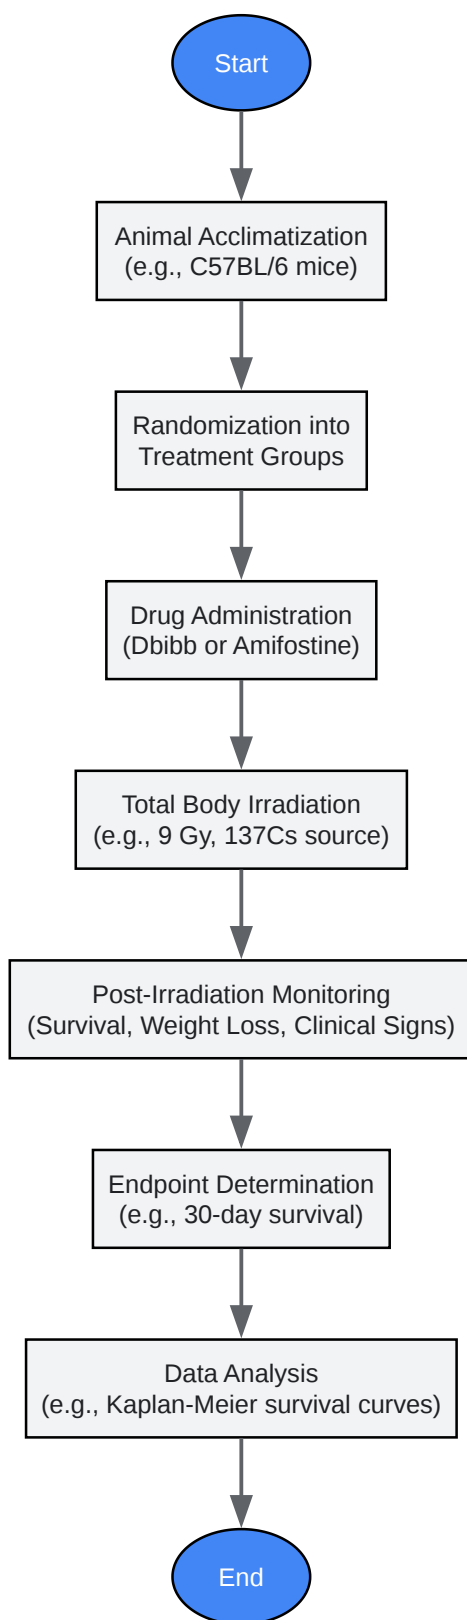 Start
Animal Acclimatization
(e.g., C57BL/6 mice)
Randomization into
Treatment Groups
Drug Administration
(Dbibb or Amifostine)
Total Body Irradiation
(e.g., 9 Gy, 137Cs source)
Post-Irradiation Monitoring
(Survival, Weight Loss, Clinical Signs)
Endpoint Determination
(e.g., 30-day survival)
Data Analysis
(e.g., Kaplan-Meier survival curves)
End